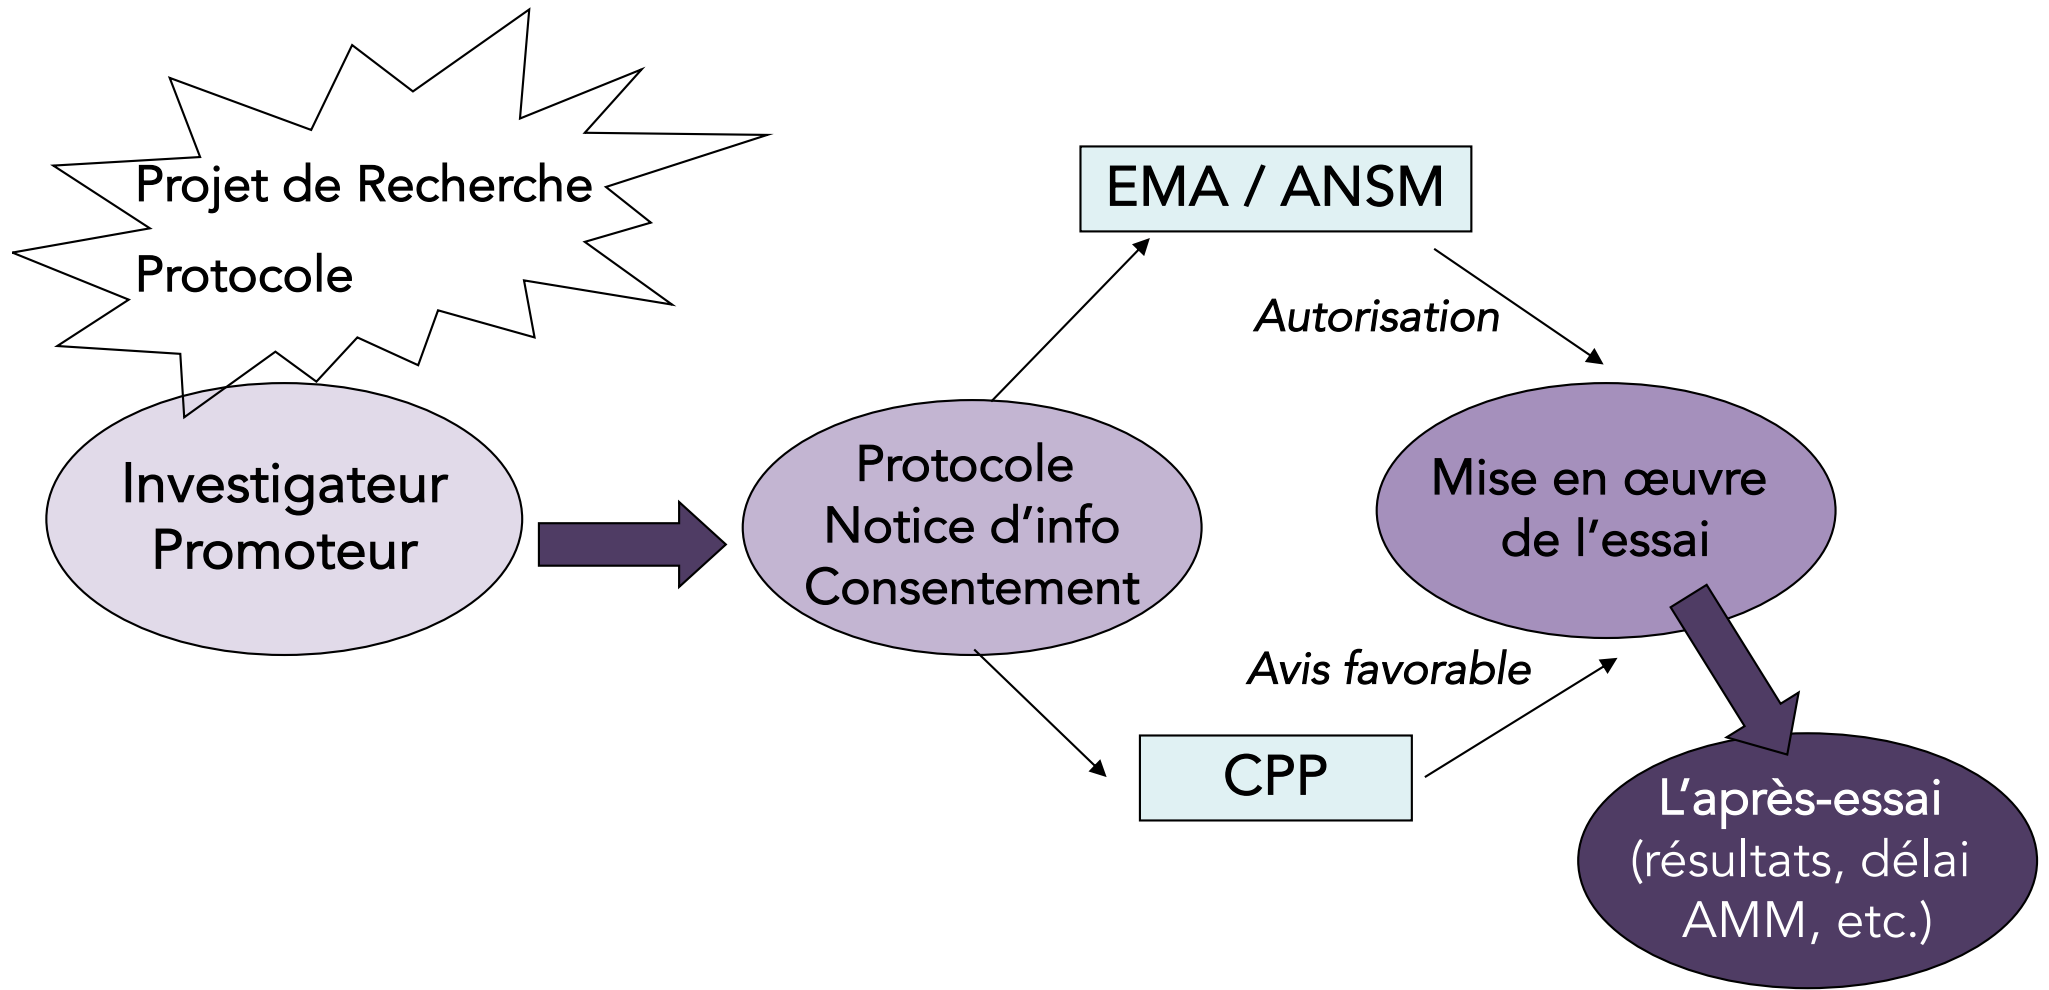 Projet de Recherche
Protocole
Investigateur
Promoteur
Protocole
Notice d’info
Consentement
EMA / ANSM
Autorisation
CPP
Avis favorable
Mise en œuvre
de l’essai
L’après-essai
(résultats, délai
AMM, etc.)